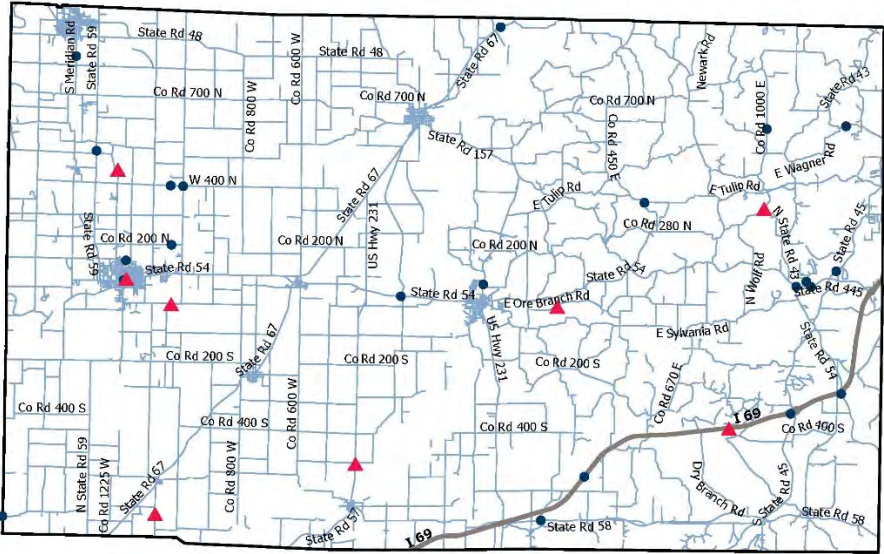 S Meridian Rd
State Rd 59
State Rd 48
State Rd 48
Co Rd 600 W
State Rd 67
Newark Rd
State Rd 43
Co Rd 700 N
Co Rd 800 W
Co Rd 700 N
Co Rd 700 N
Co Rd 1000 E
State Rd 157
Co Rd 450 E
E Wagner Rd
W 400 N
State Rd 67
E Tulip Rd
E Tulip Rd
State Rd 59
Co Rd 200 N
Co Rd 200 N
US Hwy 231
Co Rd 200 N
Co Rd 280 N
N State Rd 43
State Rd 45
State Rd 54
State Rd 54
State Rd 54
E Ore Branch Rd
N Wolf Rd
State Rd 445
E Sylvania Rd
State Rd 67
US Hwy 231
State Rd 54
Co Rd 200 S
Co Rd 200 S
Co Rd 200 S
Co Rd 670 E
Co Rd 400 S
Co Rd 400 S
Co Rd 600 W
Co Rd 400 S
I 69
Co Rd 400 S
N State Rd 59
Co Rd 1225 W
State Rd 67
Co Rd 800 W
Dry Branch Rd
S State Rd 45
State Rd 57
I 69
State Rd 58
State Rd 58